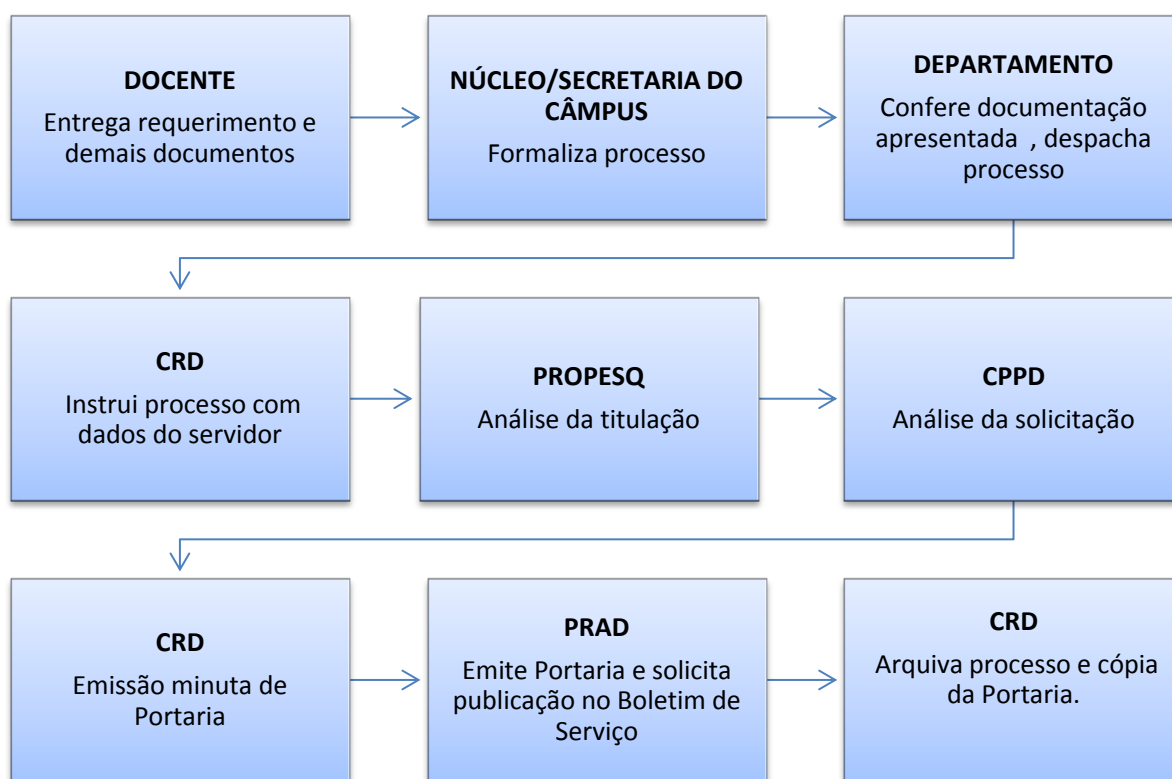 DOCENTE
Entrega requerimento e
demais documentos
NÚCLEO/SECRETARIA DO
CÂMPUS
Formaliza processo
DEPARTAMENTO
Confere documentação
apresentada , despacha
processo
CRD
Instrui processo com
dados do servidor
PROPESQ
Análise da titulação
CPPD
Análise da solicitação
CRD
Emissão minuta de
Portaria
PRAD
Emite Portaria e solicita
publicação no Boletim de
Serviço
CRD
Arquiva processo e cópia
da Portaria.